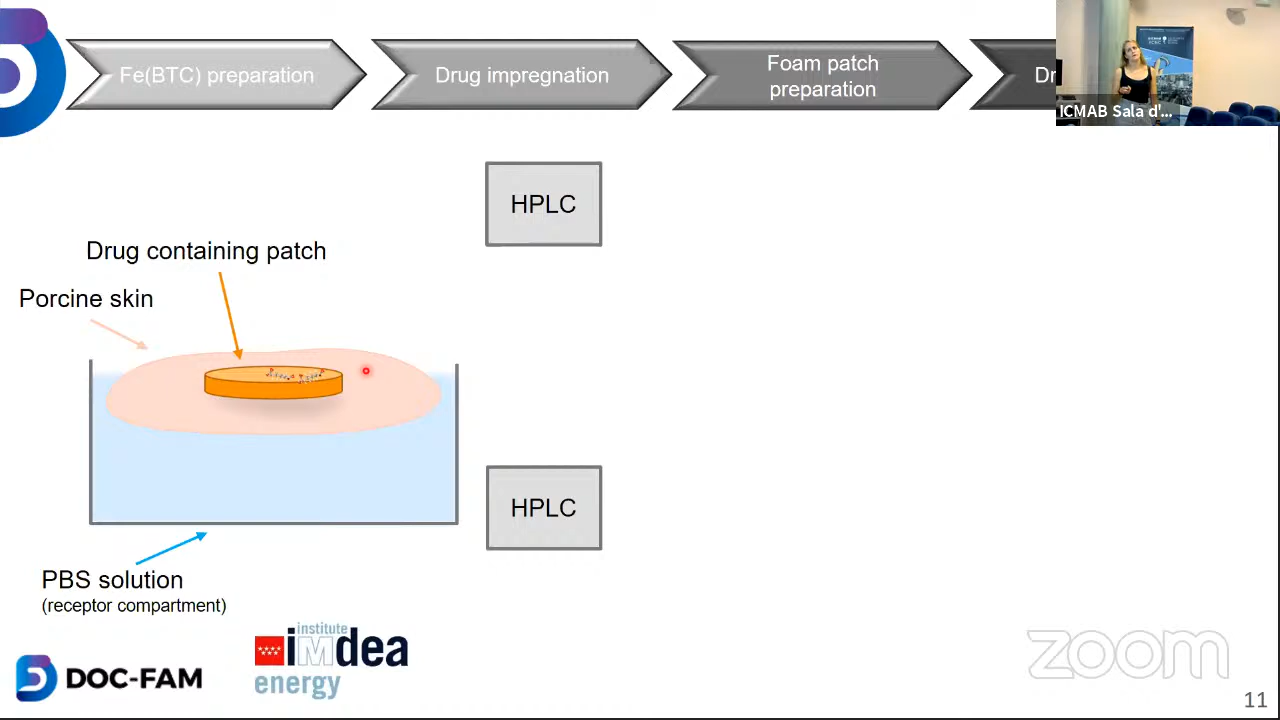 Fe(BTC) preparation
Drug impregnation
Foam patch
preparation
Dr
ICMAB Sala d'...
HPLC
Drug containing patch
Porcine skin
HPLC
PBS solution
(receptor compartment)
DOC-FAM
institute
imdea
energy
zoom
11